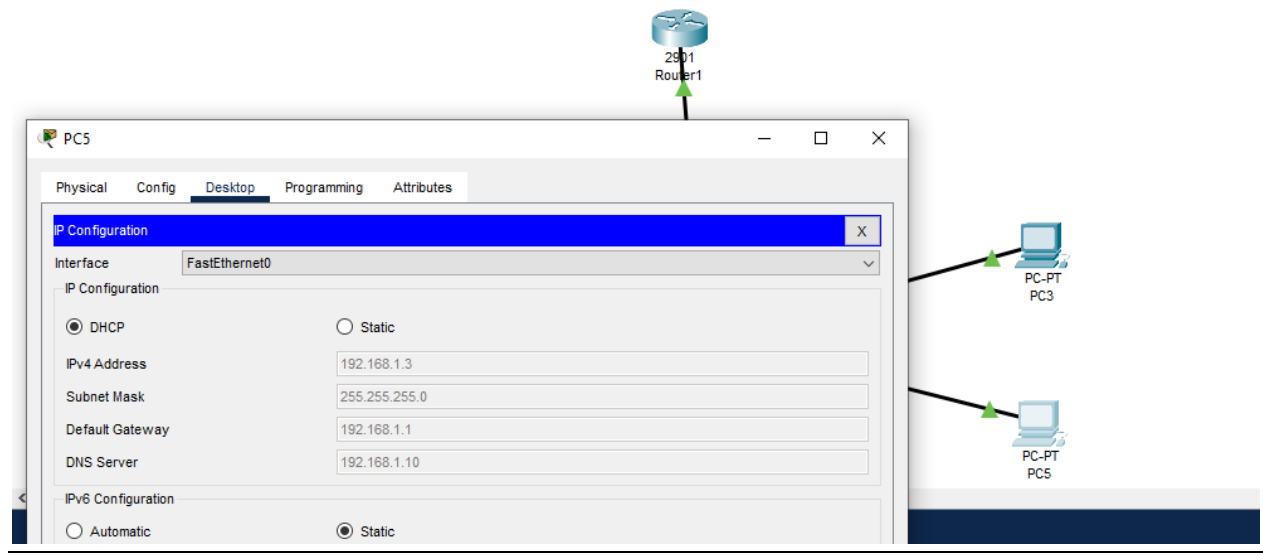 2901
Router1
PC5
Physical Config Desktop Programming Attributes
IP Configuration
X
Interface FastEthernet0
IP Configuration
DHCP Static
IPv4 Address 192.168.1.3
Subnet Mask 255.255.255.0
Default Gateway 192.168.1.1
DNS Server 192.168.1.10
IPv6 Configuration
Automatic Static
PC-PT
PC3
PC-PT
PC5